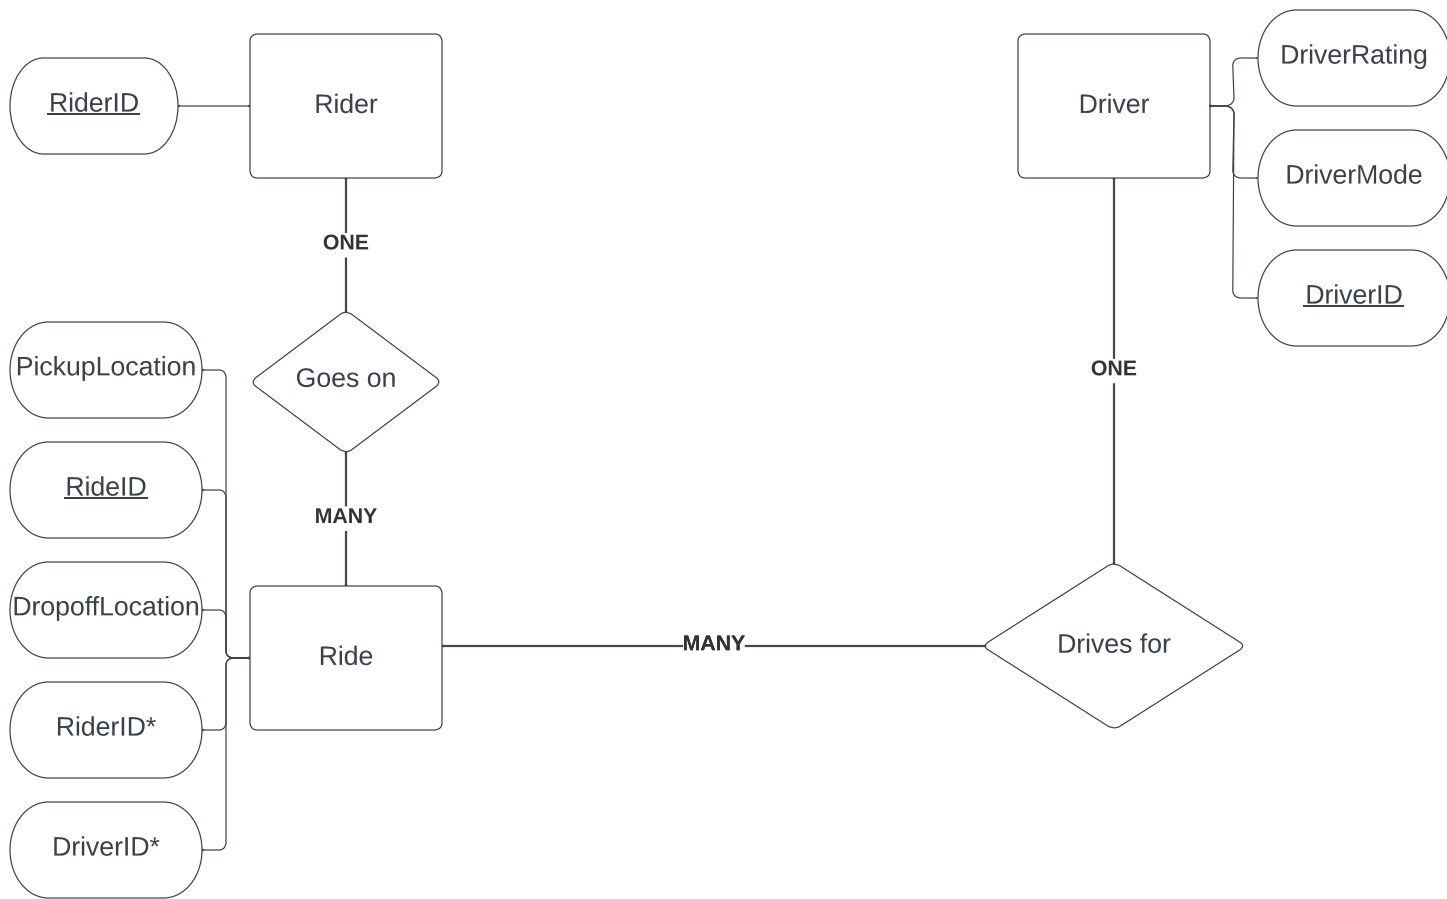 RiderID
Rider
Driver
DriverRating
DriverMode
DriverID
ONE
ONE
Goes on
MANY
PickupLocation
RideID
DropoffLocation
RiderID*
DriverID*
Ride
MANY
Drives for